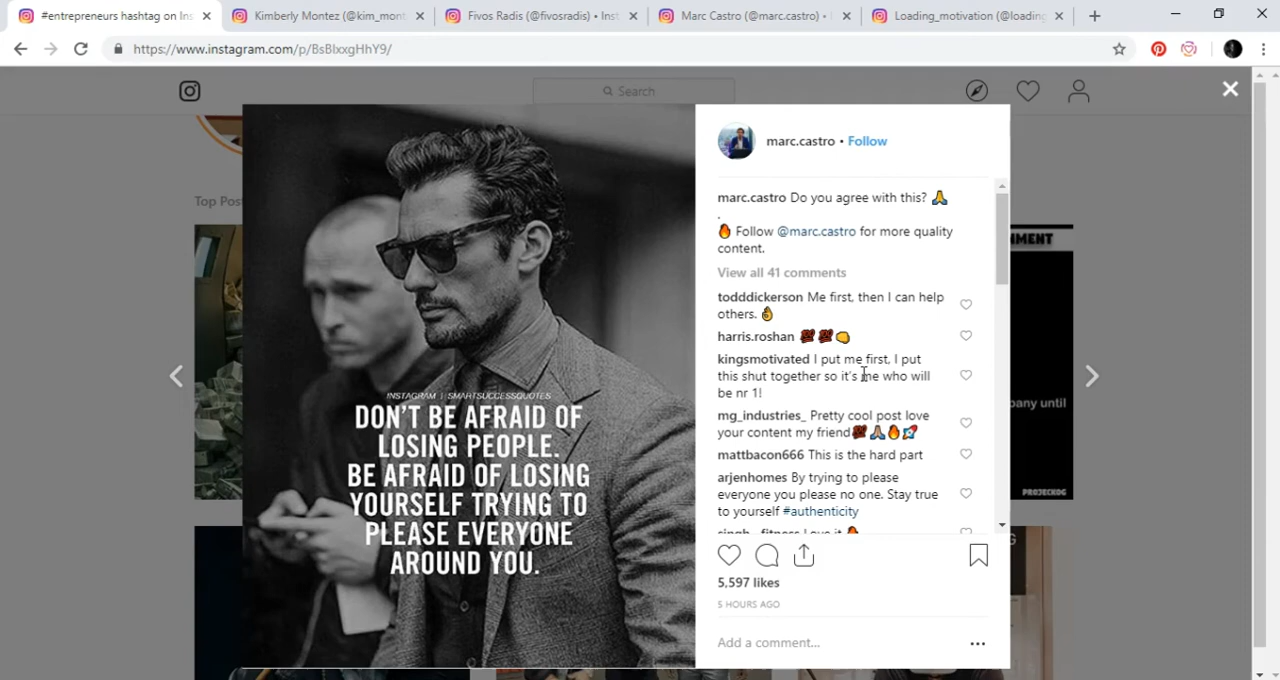 #entrepreneurs hashtag on Ins
Kimberly Montez (@kim_mont
Fivos Radis (@fivosradis) • Inst
Marc Castro (@marc.castro) •
Loading_motivation (@loading
https://www.instagram.com/p/BsBlxxgHhY9/
Search
marc.castro • Follow
Top Pos
marc.castro Do you agree with this? 🙏
.
🔥 Follow @marc.castro for more quality
content.
View all 41 comments
todddickerson Me first, then I can help
others. 👌
harris.roshan 💯 💯 👊
kingsmotivated I put me first, I put
this shut together so it's me who will
be nr 1!
mg_industries_ Pretty cool post love
your content my friend💯🙏🔥🚀
mattbacon666 This is the hard part
arjenhomes By trying to please
everyone you please no one. Stay true
to yourself #authenticity
INSTAGRAM | SMARTSUCCESSQUOTES
DON'T BE AFRAID OF
LOSING PEOPLE.
BE AFRAID OF LOSING
YOURSELF TRYING TO
PLEASE EVERYONE
AROUND YOU.
5,597 likes
5 HOURS AGO
Add a comment...
NMENT
pany until
PROJECKOG